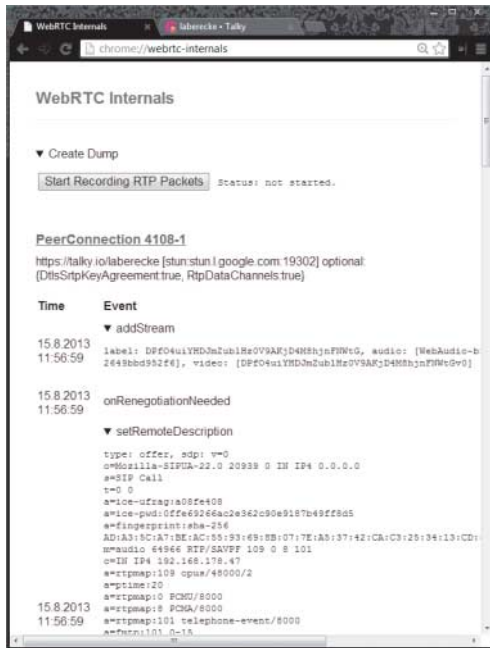 WebRTC Internals
laberecke • Talky
chrome://webrtc-internals
WebRTC Internals
▼ Create Dump
Start Recording RTP Packets Status: not started.
PeerConnection 4108-1
https://talky.io/laberecke [stun:stun.l.google.com:19302] optional:
{DtlsSrtpKeyAgreement:true, RtpDataChannels:true}
Time Event
▼ addStream
15.8.2013
11:56:59
label: audio: [WebAudio-b
2649bbd952f6], video:
15.8.2013
11:56:59
onRenegotiationNeeded
▼ setRemoteDescription
type: offer, sdp: v=0
o=Mozilla-SIPUA-22.0 20939 0 IN IP4 0.0.0.0
s=SIP Call
t=0 0
a=ice-ufrag:a08fe408
a=ice-pwd:0ffe69266ac2e362c90e9187b49ff8d5
a=fingerprint:sha-256
AD:A3:5C:A7:BE:AC:55:93:69:8B:07:7E:A5:37:42:CA:C3:25:34:13:CD:
m=audio 64966 RTP/SAVPF 109 0 8 101
c=IN IP4 192.168.178.47
a=rtpmap:109 opus/48000/2
a=ptime:20
a=rtpmap:0 PCMU/8000
15.8.2013
11:56:59
a=rtpmap:8 PCMA/8000
a=rtpmap:101 telephone-event/8000
a=fmtp:101 0-15